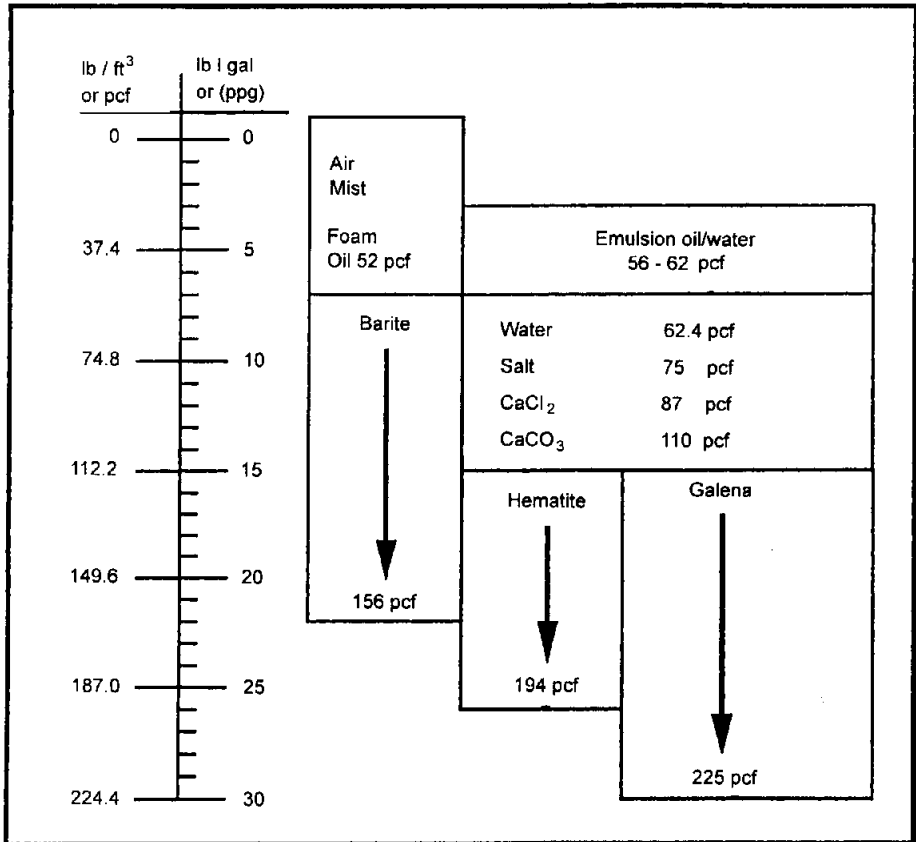 lb / ft³ lb l gal
or pcf or (ppg)
0 0
37.4 5
74.8 10
112.2 15
149.6 20
187.0 25
224.4 30
Air
Mist
Foam
Oil 52 pcf
Emulsion oil/water
56 - 62 pcf
Barite
156 pcf
Water 62.4 pcf
Salt 75 pcf
CaCl₂ 87 pcf
CaCO₃ 110 pcf
Hematite
194 pcf
Galena
225 pcf